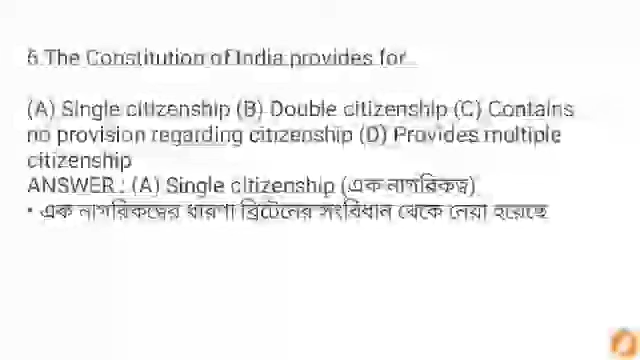 6.The Constitution of India provides for
(A) Single citizenship (B) Double citizenship (C) Contains
no provision regarding citizenship (D) Provides multiple
citizenship
ANSWER : (A) Single citizenship (এক নাগরিকত্ব)
• এক নাগরিকত্বের ধারণা ব্রিটেনের সংবিধান থেকে নেয়া হয়েছে